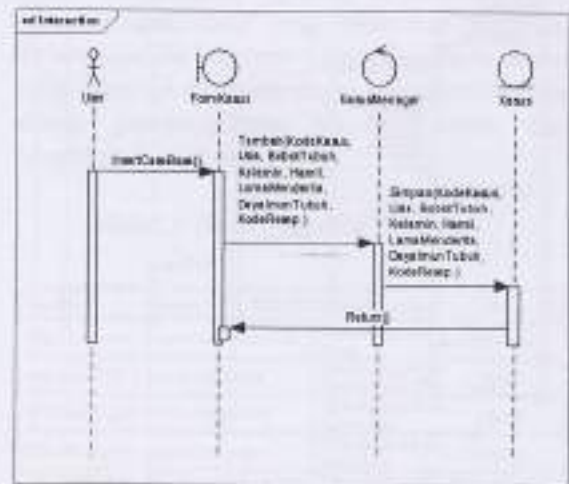 sd Interaction
User
FormKasus
KasusManager
Kasus
InsertCaseBase()
Tambah(KodeKasus,
Usia, BobotTubuh,
Kelamin, Hamil,
LamaMenderita,
DayaImunTubuh,
KodeResep.)
Simpan(KodeKasus,
Usia, BobotTubuh,
Kelamin, Hamil,
LamaMenderita,
DayaImunTubuh,
KodeResep.)
Return()